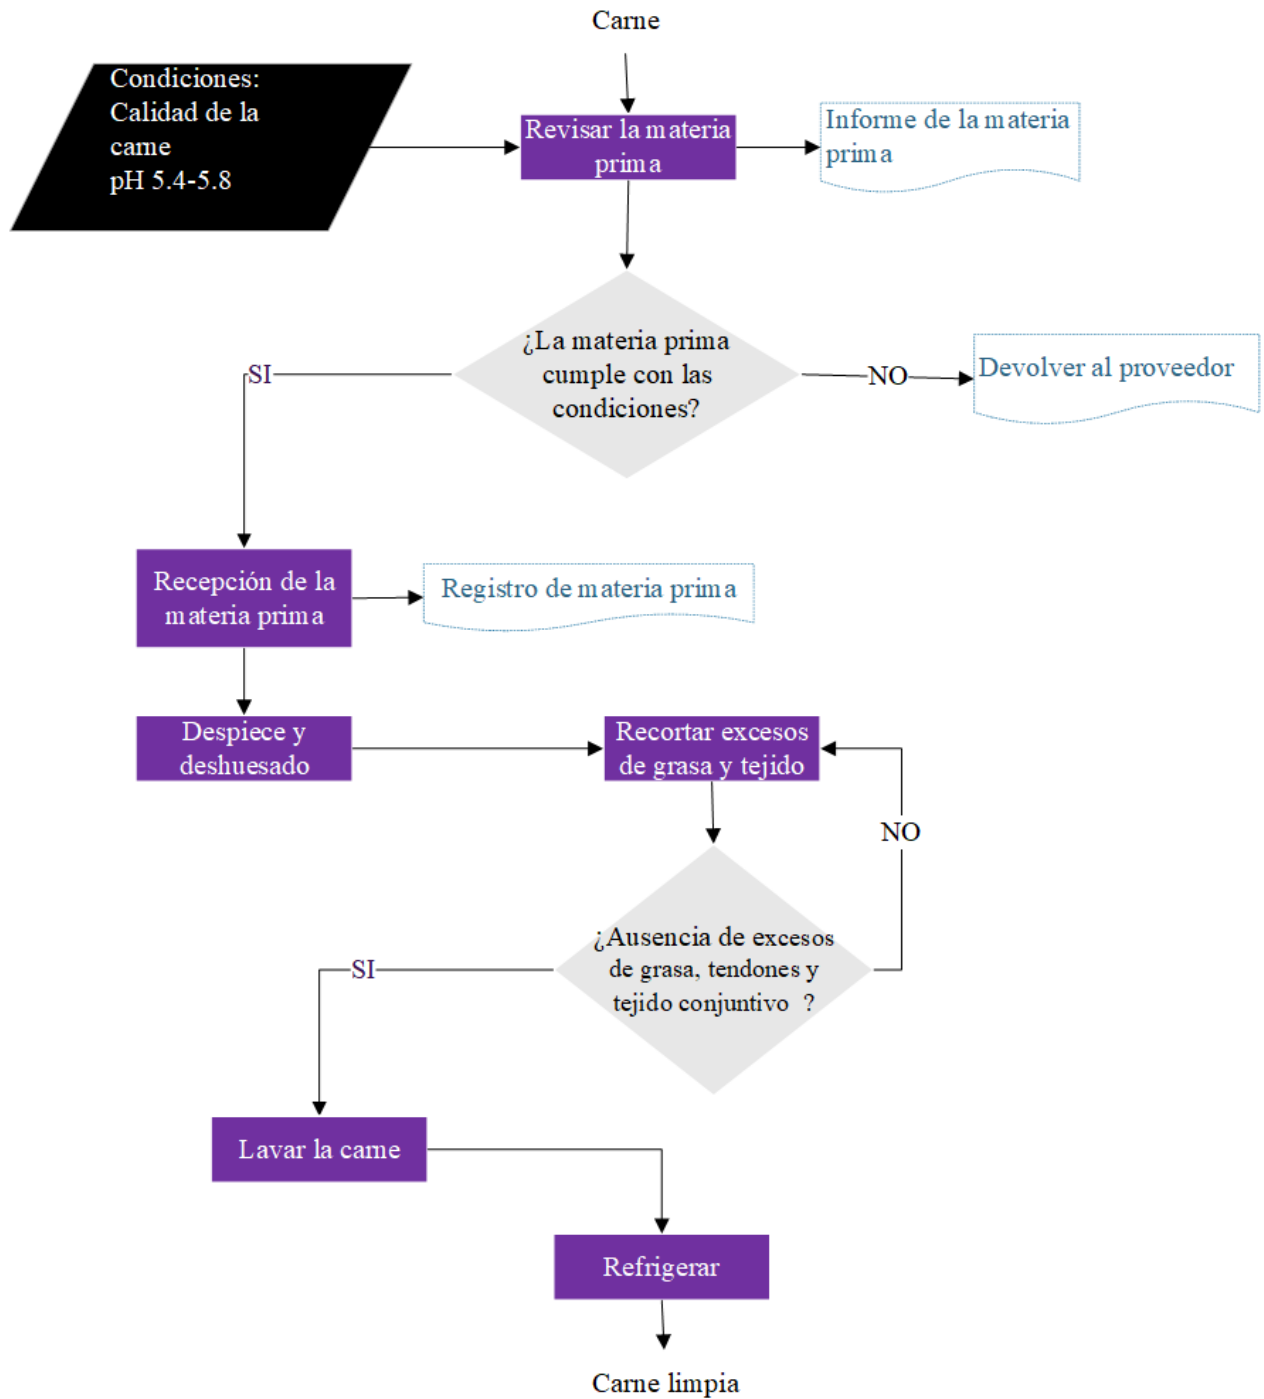 Carne
Condiciones:
Calidad de la
carne
pH 5.4-5.8
Revisar la materia
prima
Informe de la materia
prima
¿La materia prima
cumple con las
condiciones?
SI
NO
Devolver al proveedor
Recepción de la
materia prima
Registro de materia prima
Despiece y
deshuesado
Recortar excesos
de grasa y tejido
NO
¿Ausencia de excesos
de grasa, tendones y
tejido conjuntivo ?
SI
Lavar la carne
Refrigerar
Carne limpia